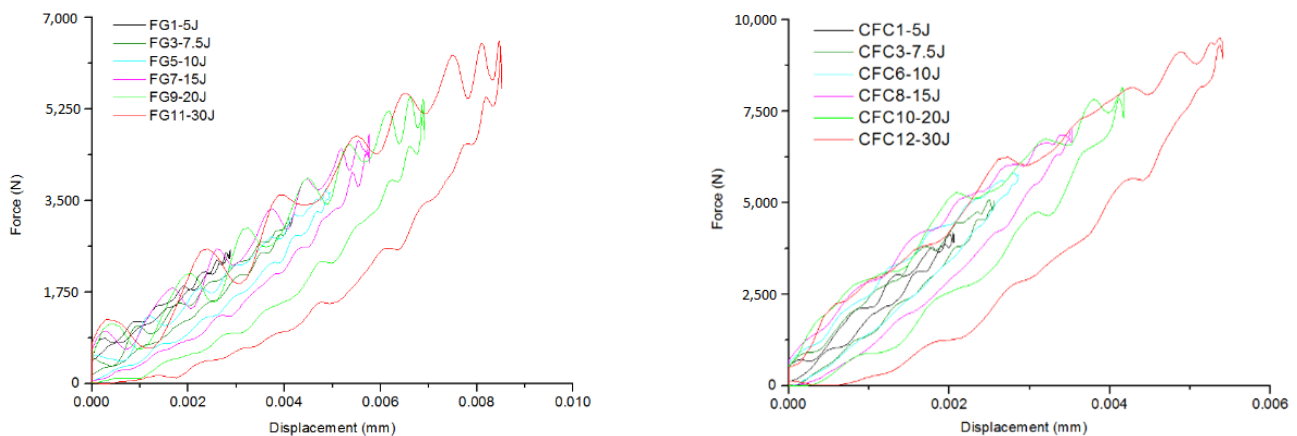 7,000
5,250
3,500
1,750
0
Force (N)
FG1-5J
FG3-7.5J
FG5-10J
FG7-15J
FG9-20J
FG11-30J
0.000 0.002 0.004 0.006 0.008 0.010
Displacement (mm)
10,000
7,500
5,000
2,500
0
Force (N)
CFC1-5J
CFC3-7.5J
CFC6-10J
CFC8-15J
CFC10-20J
CFC12-30J
0.000 0.002 0.004 0.006
Displacement (mm)